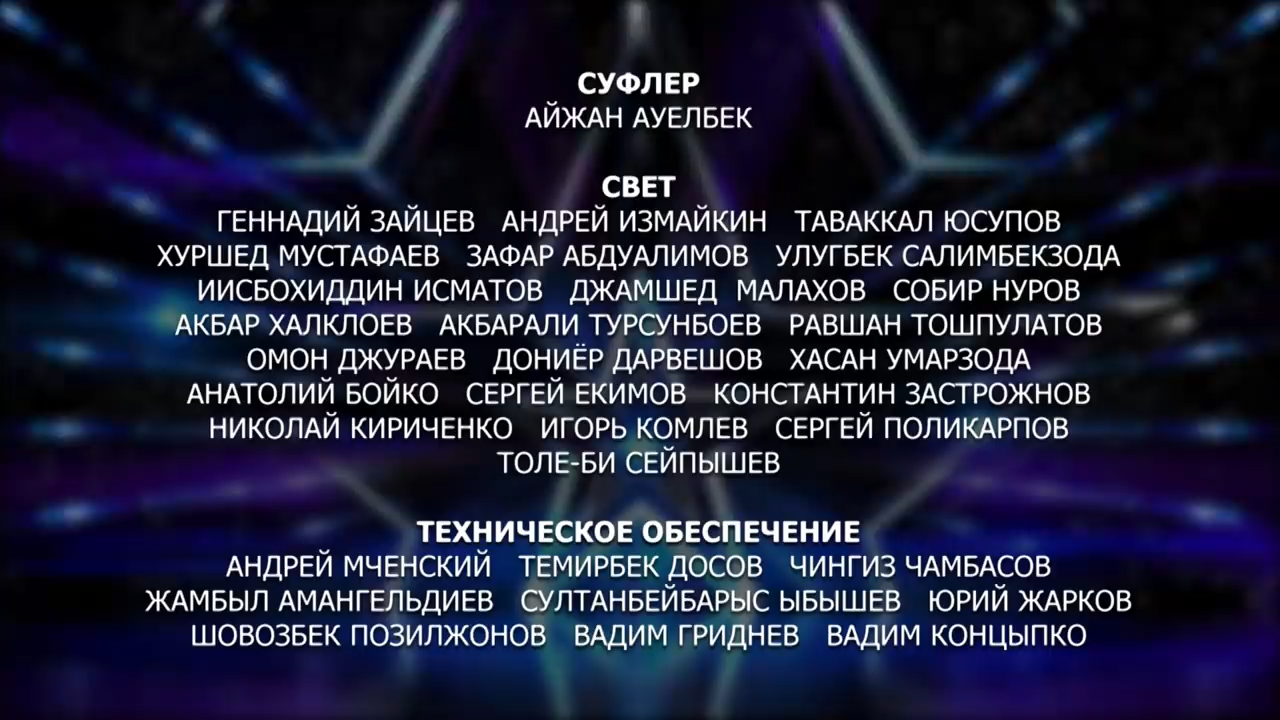 СУФЛЕР
АЙЖАН АУЕЛБЕК
СВЕТ
ГЕННАДИЙ ЗАЙЦЕВ АНДРЕЙ ИЗМАЙКИН ТАВАККАЛ ЮСУПОВ
ХУРШЕД МУСТАФАЕВ ЗАФАР АБДУАЛИМОВ УЛУГБЕК САЛИМБЕКЗОДА
ИИСБОХИДДИН ИСМАТОВ ДЖАМШЕД МАЛАХОВ СОБИР НУРОВ
АКБАР ХАЛКЛОЕВ АКБАРАЛИ ТУРСУНБОЕВ РАВШАН ТОШПУЛАТОВ
ОМОН ДЖУРАЕВ ДОНИЁР ДАРВЕШОВ ХАСАН УМАРЗОДА
АНАТОЛИЙ БОЙКО СЕРГЕЙ ЕКИМОВ КОНСТАНТИН ЗАСТРОЖНОВ
НИКОЛАЙ КИРИЧЕНКО ИГОРЬ КОМЛЕВ СЕРГЕЙ ПОЛИКАРПОВ
ТОЛЕ-БИ СЕЙПЫШЕВ
ТЕХНИЧЕСКОЕ ОБЕСПЕЧЕНИЕ
АНДРЕЙ МЧЕНСКИЙ ТЕМИРБЕК ДОСОВ ЧИНГИЗ ЧАМБАСОВ
ЖАМБЫЛ АМАНГЕЛЬДИЕВ СУЛТАНБЕЙБАРЫС ЫБЫШЕВ ЮРИЙ ЖАРКОВ
ШОВОЗБЕК ПОЗИЛЖОНОВ ВАДИМ ГРИДНЕВ ВАДИМ КОНЦЫПКО